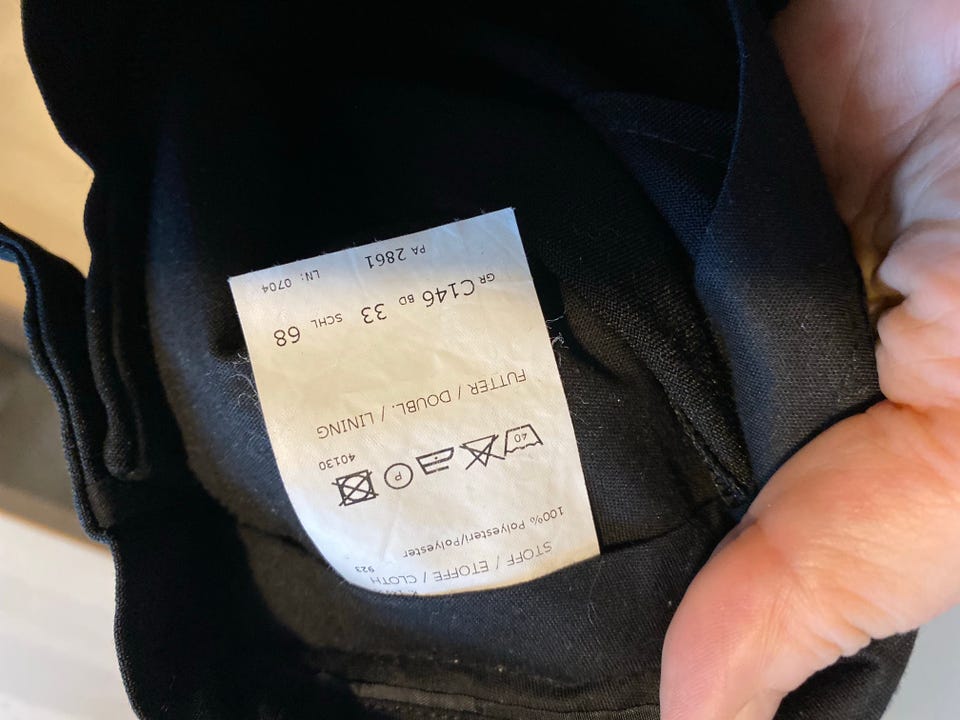 STOFF / ETOFFE / CLOTH
923
100% Polyester/Polyester
40
P
40130
FUTTER / DOUBL. / LINING
GR C146 BD 33 SCHL 68
PA 2861 LN: 0704